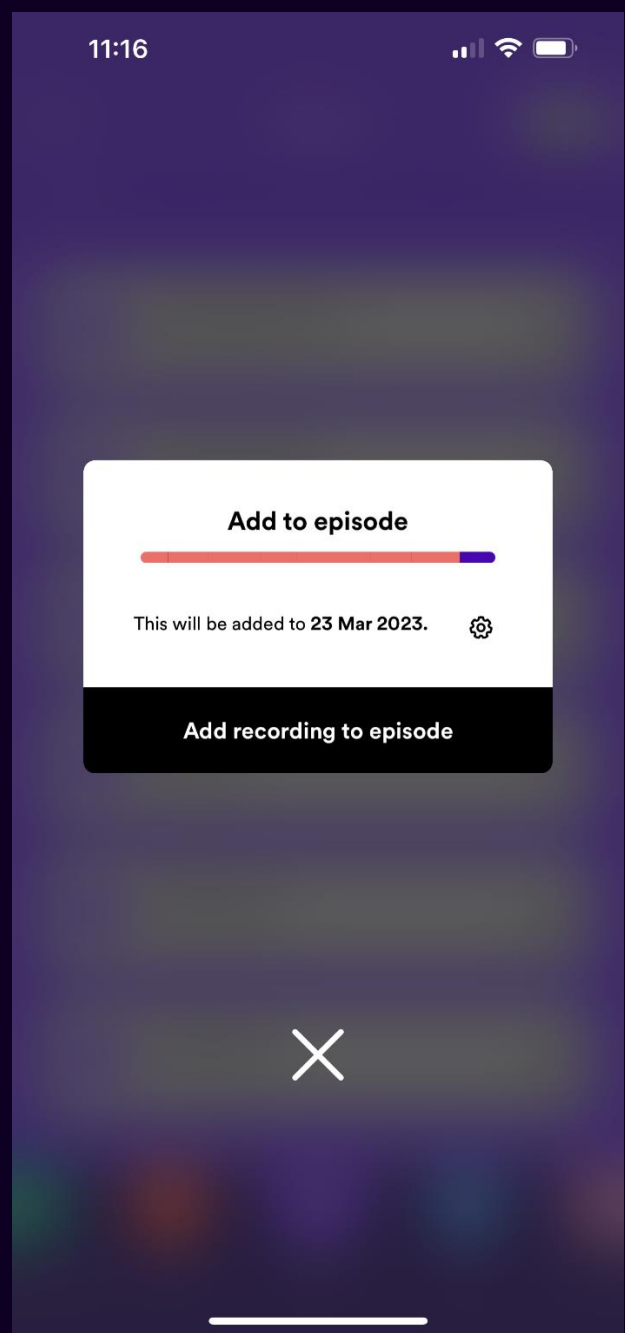 11:16
Add to episode
This will be added to 23 Mar 2023.
Add recording to episode